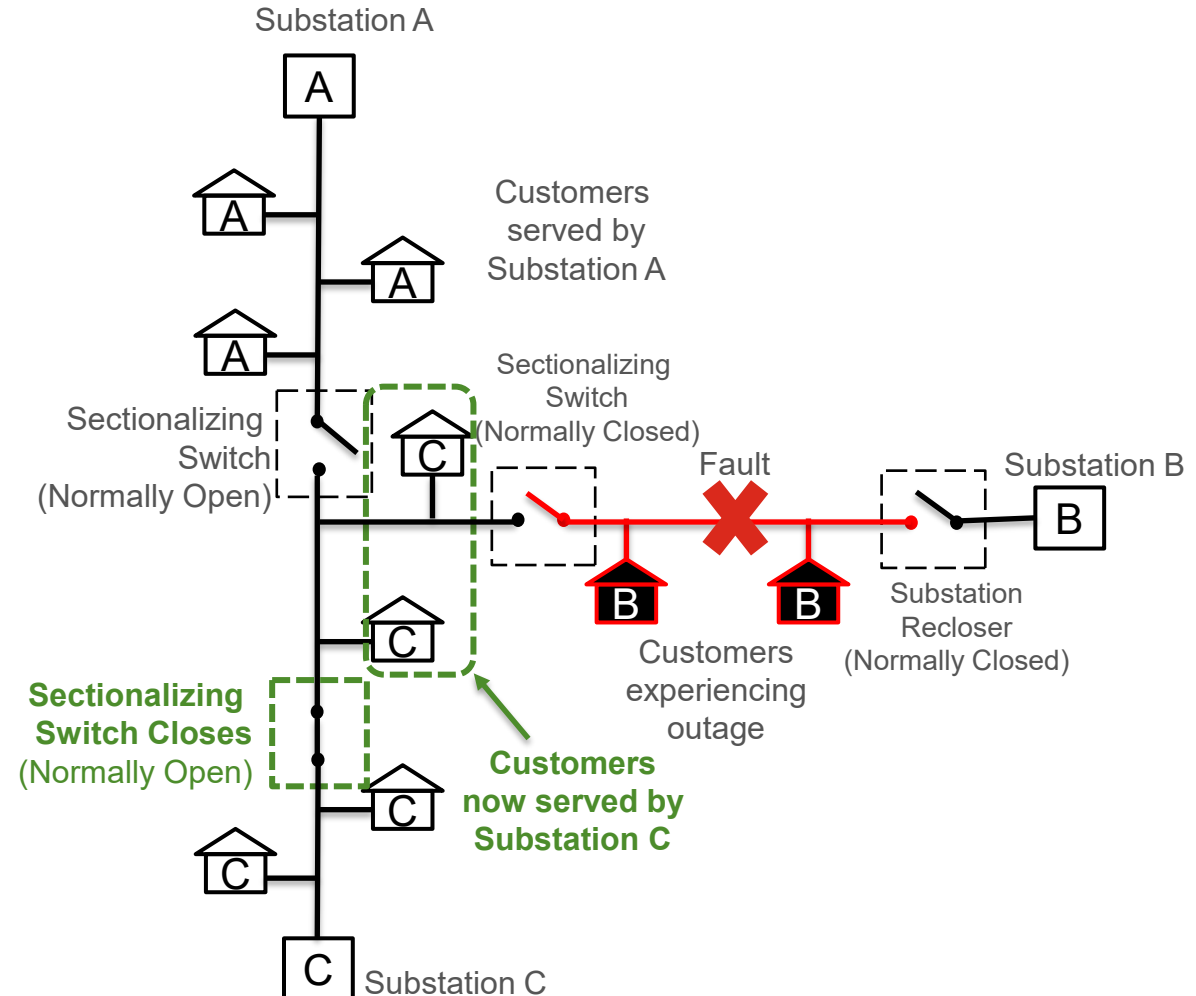 Substation A
A
A
Customers
served by
Substation A
A
A
Sectionalizing
Switch
(Normally Open)
Sectionalizing
Switch
(Normally Closed)
C
Fault
Substation B
B
B
B
Substation
Recloser
(Normally Closed)
Customers
experiencing
outage
C
Sectionalizing
Switch Closes
(Normally Open)
Customers
now served by
Substation C
C
C
C
Substation C